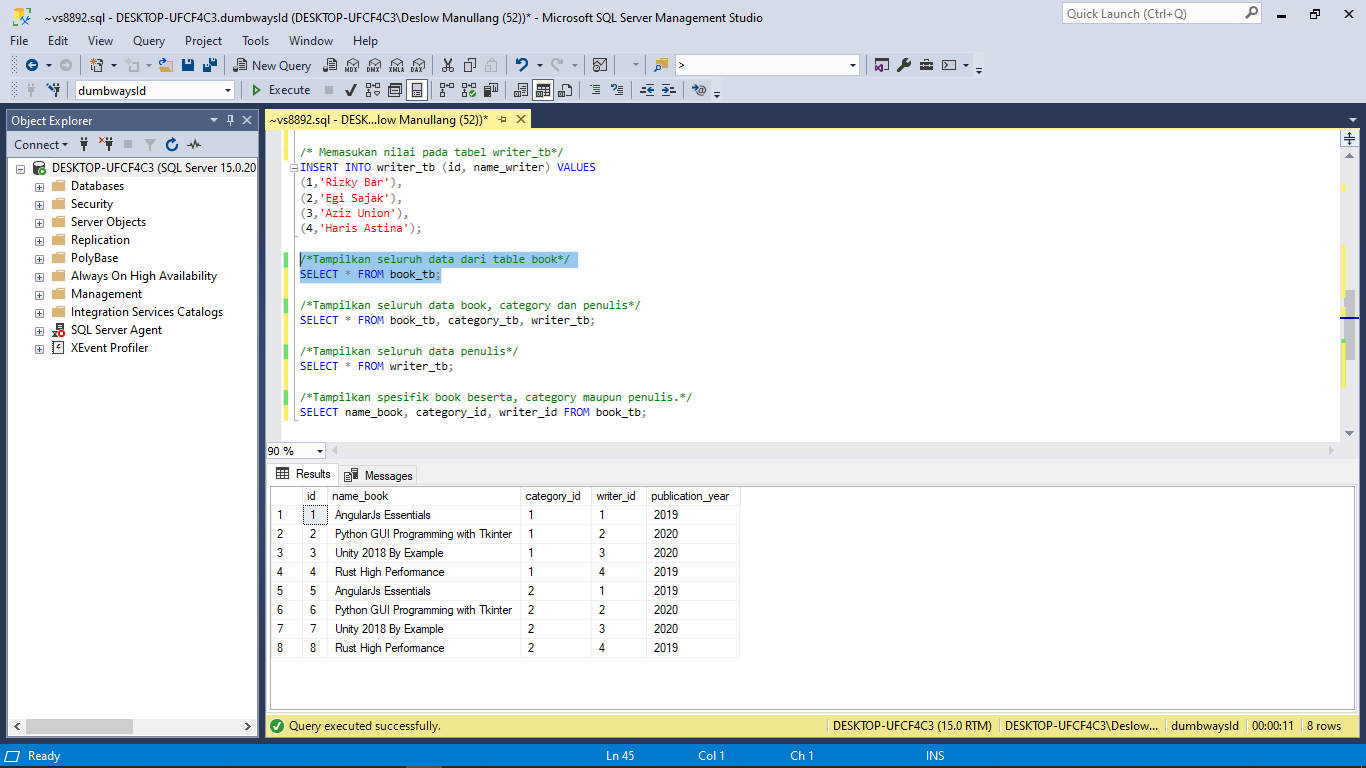 ~vs8892.sql - DESKTOP-UFCF4C3.dumbwaysld (DESKTOP-UFCF4C3\Deslow Manullang (52))* - Microsoft SQL Server Management Studio
Quick Launch (Ctrl+Q)
File Edit View Query Project Tools Window Help
New Query MDX DMX XMLA DAX >
dumbwaysld Execute
Object Explorer
~vs8892.sql - DESK...low Manullang (52))*
Connect
DESKTOP-UFCF4C3 (SQL Server 15.0.20
Databases
Security
Server Objects
Replication
PolyBase
Always On High Availability
Management
Integration Services Catalogs
SQL Server Agent
XEvent Profiler
/* Memasukan nilai pada tabel writer_tb*/
INSERT INTO writer_tb (id, name_writer) VALUES
(1,'Rizky Bar'),
(2,'Egi Sajak'),
(3,'Aziz Union'),
(4,'Haris Astina');
/*Tampilkan seluruh data dari table book*/
SELECT * FROM book_tb;
/*Tampilkan seluruh data book, category dan penulis*/
SELECT * FROM book_tb, category_tb, writer_tb;
/*Tampilkan seluruh data penulis*/
SELECT * FROM writer_tb;
/*Tampilkan spesifik book beserta, category maupun penulis.*/
SELECT name_book, category_id, writer_id FROM book_tb;
90 %
Results Messages
id name_book category_id writer_id publication_year
1 1 AngularJs Essentials 1 1 2019
2 2 Python GUI Programming with Tkinter 1 2 2020
3 3 Unity 2018 By Example 1 3 2020
4 4 Rust High Performance 1 4 2019
5 5 AngularJs Essentials 2 1 2019
6 6 Python GUI Programming with Tkinter 2 2 2020
7 7 Unity 2018 By Example 2 3 2020
8 8 Rust High Performance 2 4 2019
Query executed successfully. DESKTOP-UFCF4C3 (15.0 RTM) DESKTOP-UFCF4C3\Deslow... dumbwaysld 00:00:11 8 rows
Ready Ln 45 Col 1 Ch 1 INS